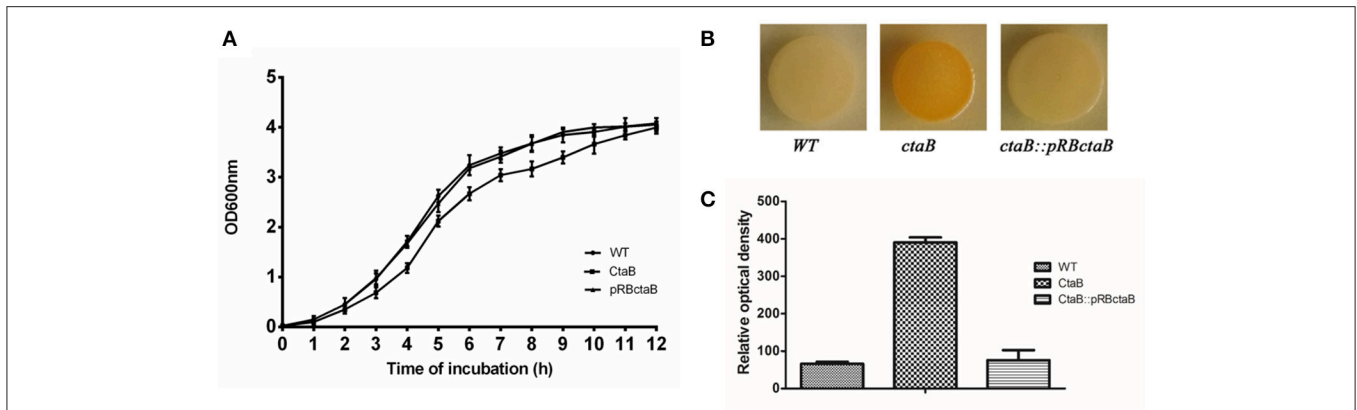 A
5
4
3
2
1
0
OD600nm
0 1 2 3 4 5 6 7 8 9 10 11 12
Time of incubation (h)
WT
CtaB
pRBctaB
B
WT ctaB ctaB::pRBctaB
C
500
400
300
200
100
0
Relative optical density
WT
CtaB
CtaB::pRBctaB